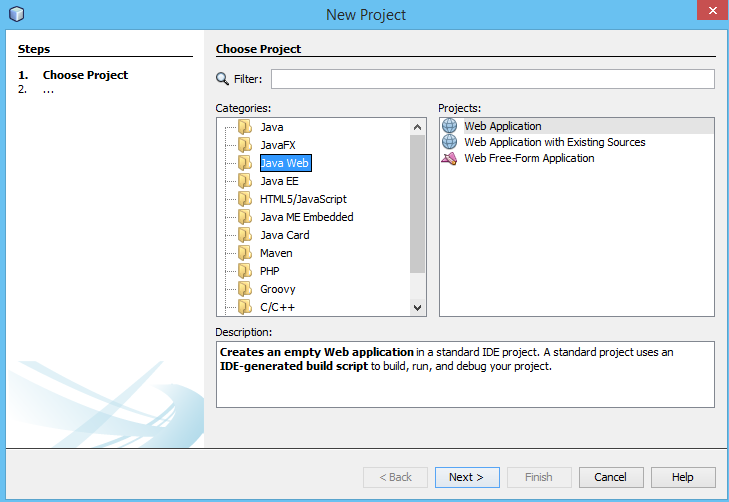 New Project
Steps
1. Choose Project
2. ...
Choose Project
Filter:
Categories:
Java
JavaFX
Java Web
Java EE
HTML5/JavaScript
Java ME Embedded
Java Card
Maven
PHP
Groovy
C/C++
Projects:
Web Application
Web Application with Existing Sources
Web Free-Form Application
Description:
Creates an empty Web application in a standard IDE project. A standard project uses an
IDE-generated build script to build, run, and debug your project.
< Back
Next >
Finish
Cancel
Help